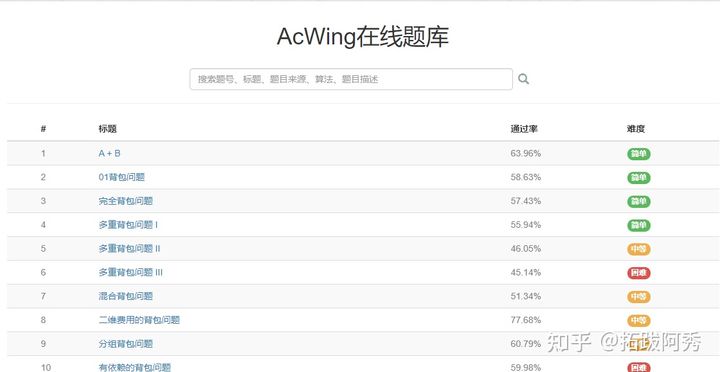 AcWing在线题库
搜索题号、标题、题目来源、算法、题目描述
# 标题 通过率 难度
1 A + B 63.96% 简单
2 01背包问题 58.63% 简单
3 完全背包问题 57.43% 简单
4 多重背包问题 I 55.94% 简单
5 多重背包问题 II 46.05% 中等
6 多重背包问题 III 45.14% 困难
7 混合背包问题 51.34% 中等
8 二维费用的背包问题 77.68% 中等
9 分组背包问题 60.79%
10 有依赖的背包问题 59.98% 困难
知乎 @拓跋阿秀